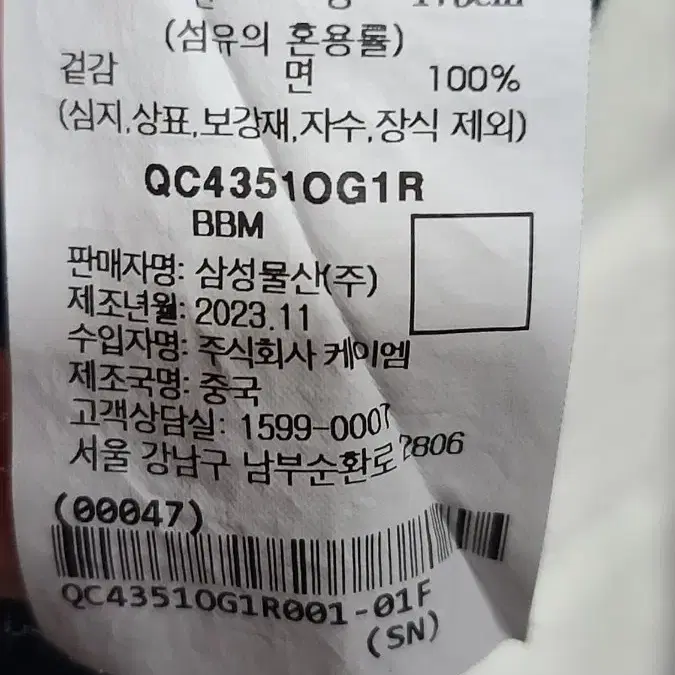 (섬유의 혼용률)
겉감 면 100%
(심지,상표,보강재,자수,장식 제외)
QC4351OG1R
BBM
판매자명: 삼성물산(주)
제조년월: 2023.11
수입자명: 주식회사 케이엠
제조국명: 중국
고객상담실: 1599-0007
서울 강남구 남부순환로 2806
(00047)
QC4351OG1R001-01F
(SN)